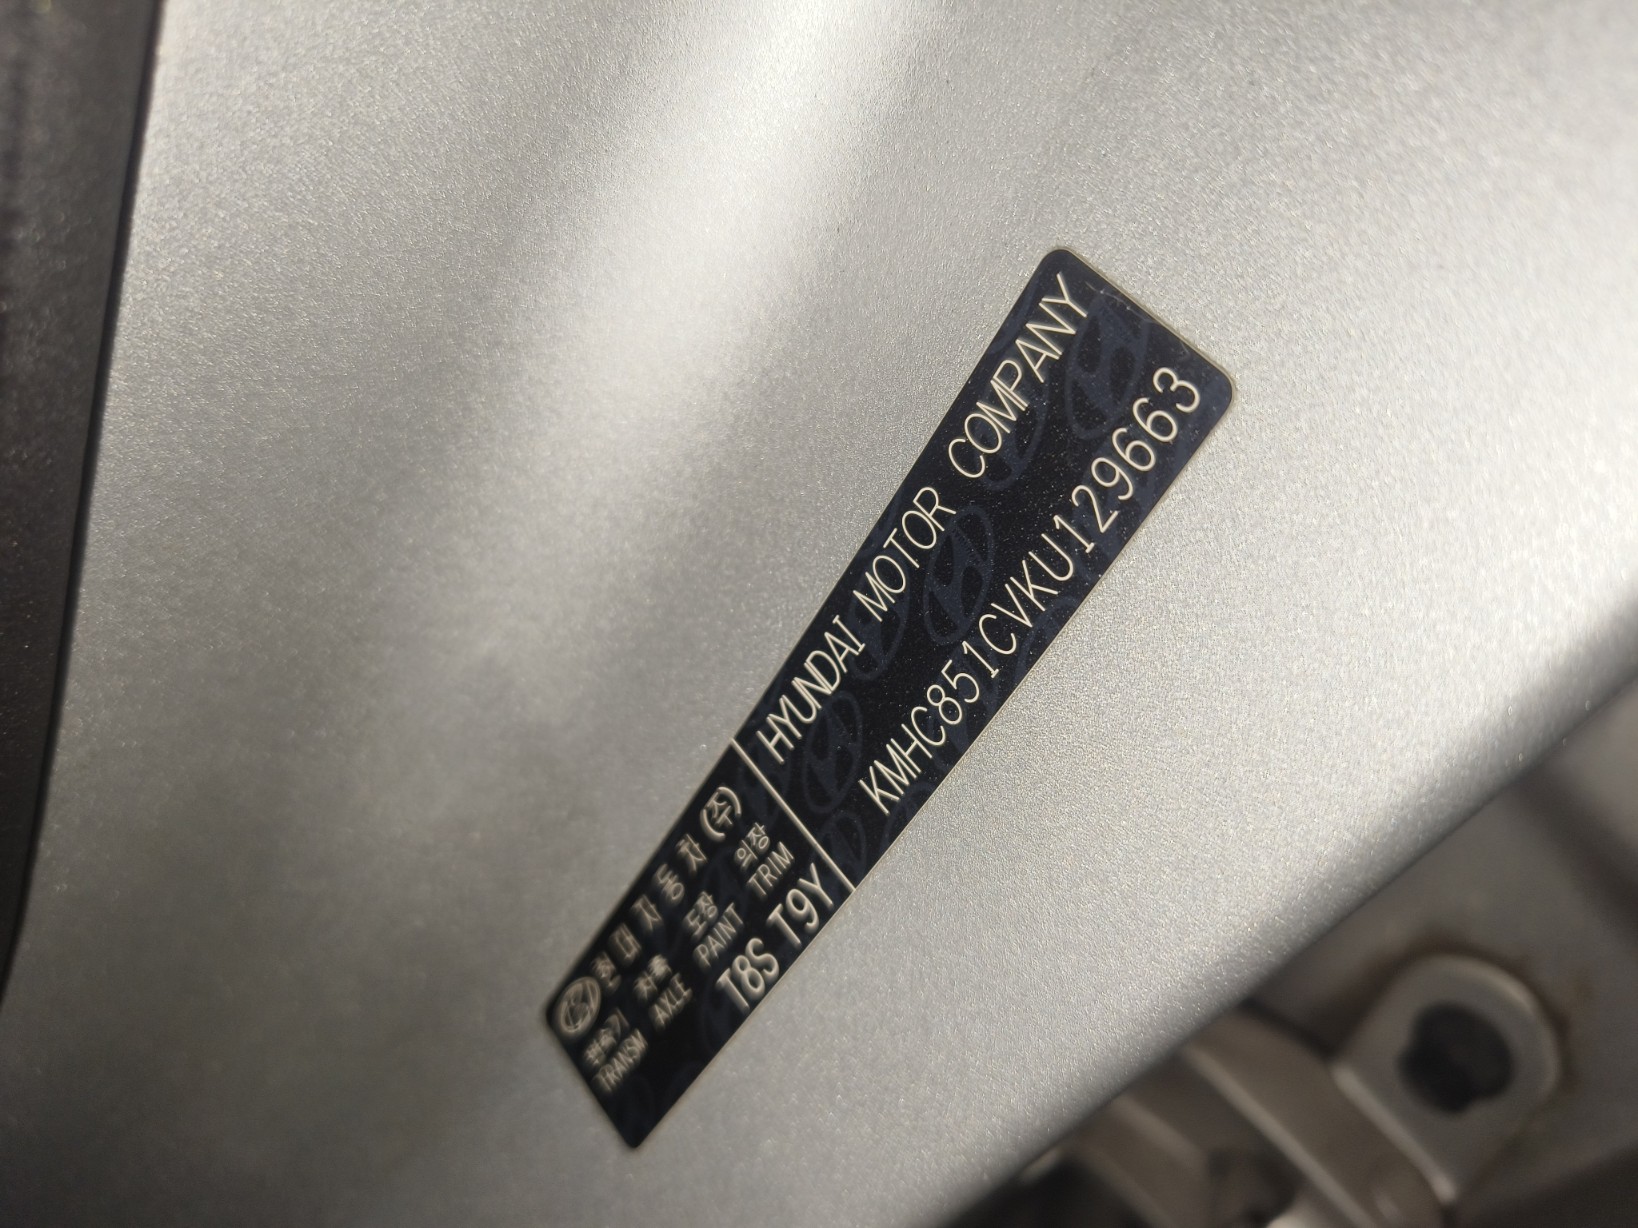 현대자동차(주)
변속기 차축 도장 의장
TRANSM AXLE PAINT TRIM
T8S T9Y
HYUNDAI MOTOR COMPANY
KMHC851CVKU129663